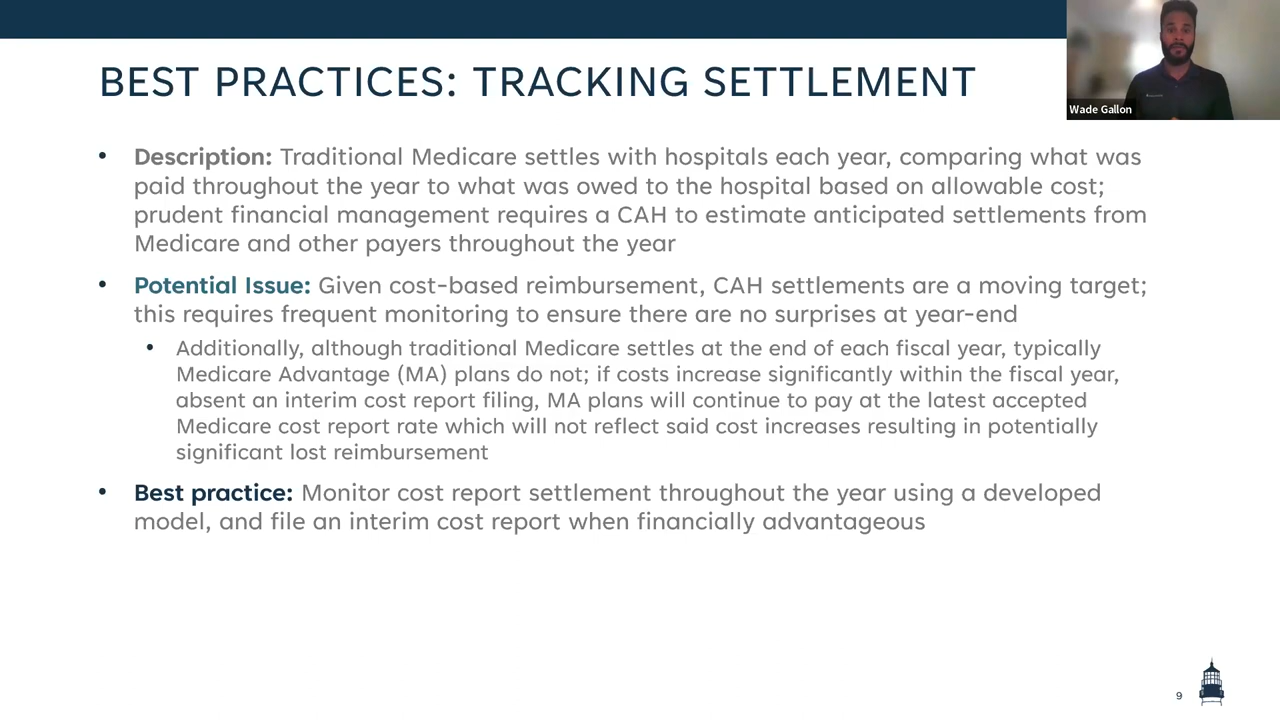 BEST PRACTICES: TRACKING SETTLEMENT
Wade Gallon
• Description: Traditional Medicare settles with hospitals each year, comparing what was
paid throughout the year to what was owed to the hospital based on allowable cost;
prudent financial management requires a CAH to estimate anticipated settlements from
Medicare and other payers throughout the year
• Potential Issue: Given cost-based reimbursement, CAH settlements are a moving target;
this requires frequent monitoring to ensure there are no surprises at year-end
• Additionally, although traditional Medicare settles at the end of each fiscal year, typically
Medicare Advantage (MA) plans do not; if costs increase significantly within the fiscal year,
absent an interim cost report filing, MA plans will continue to pay at the latest accepted
Medicare cost report rate which will not reflect said cost increases resulting in potentially
significant lost reimbursement
• Best practice: Monitor cost report settlement throughout the year using a developed
model, and file an interim cost report when financially advantageous
9